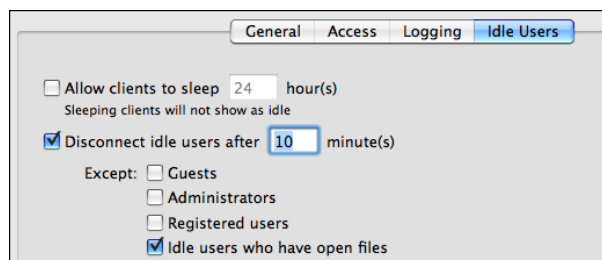 General Access Logging Idle Users
Allow clients to sleep 24 hour(s)
Sleeping clients will not show as idle
Disconnect idle users after 10 minute(s)
Except: Guests
Administrators
Registered users
Idle users who have open files